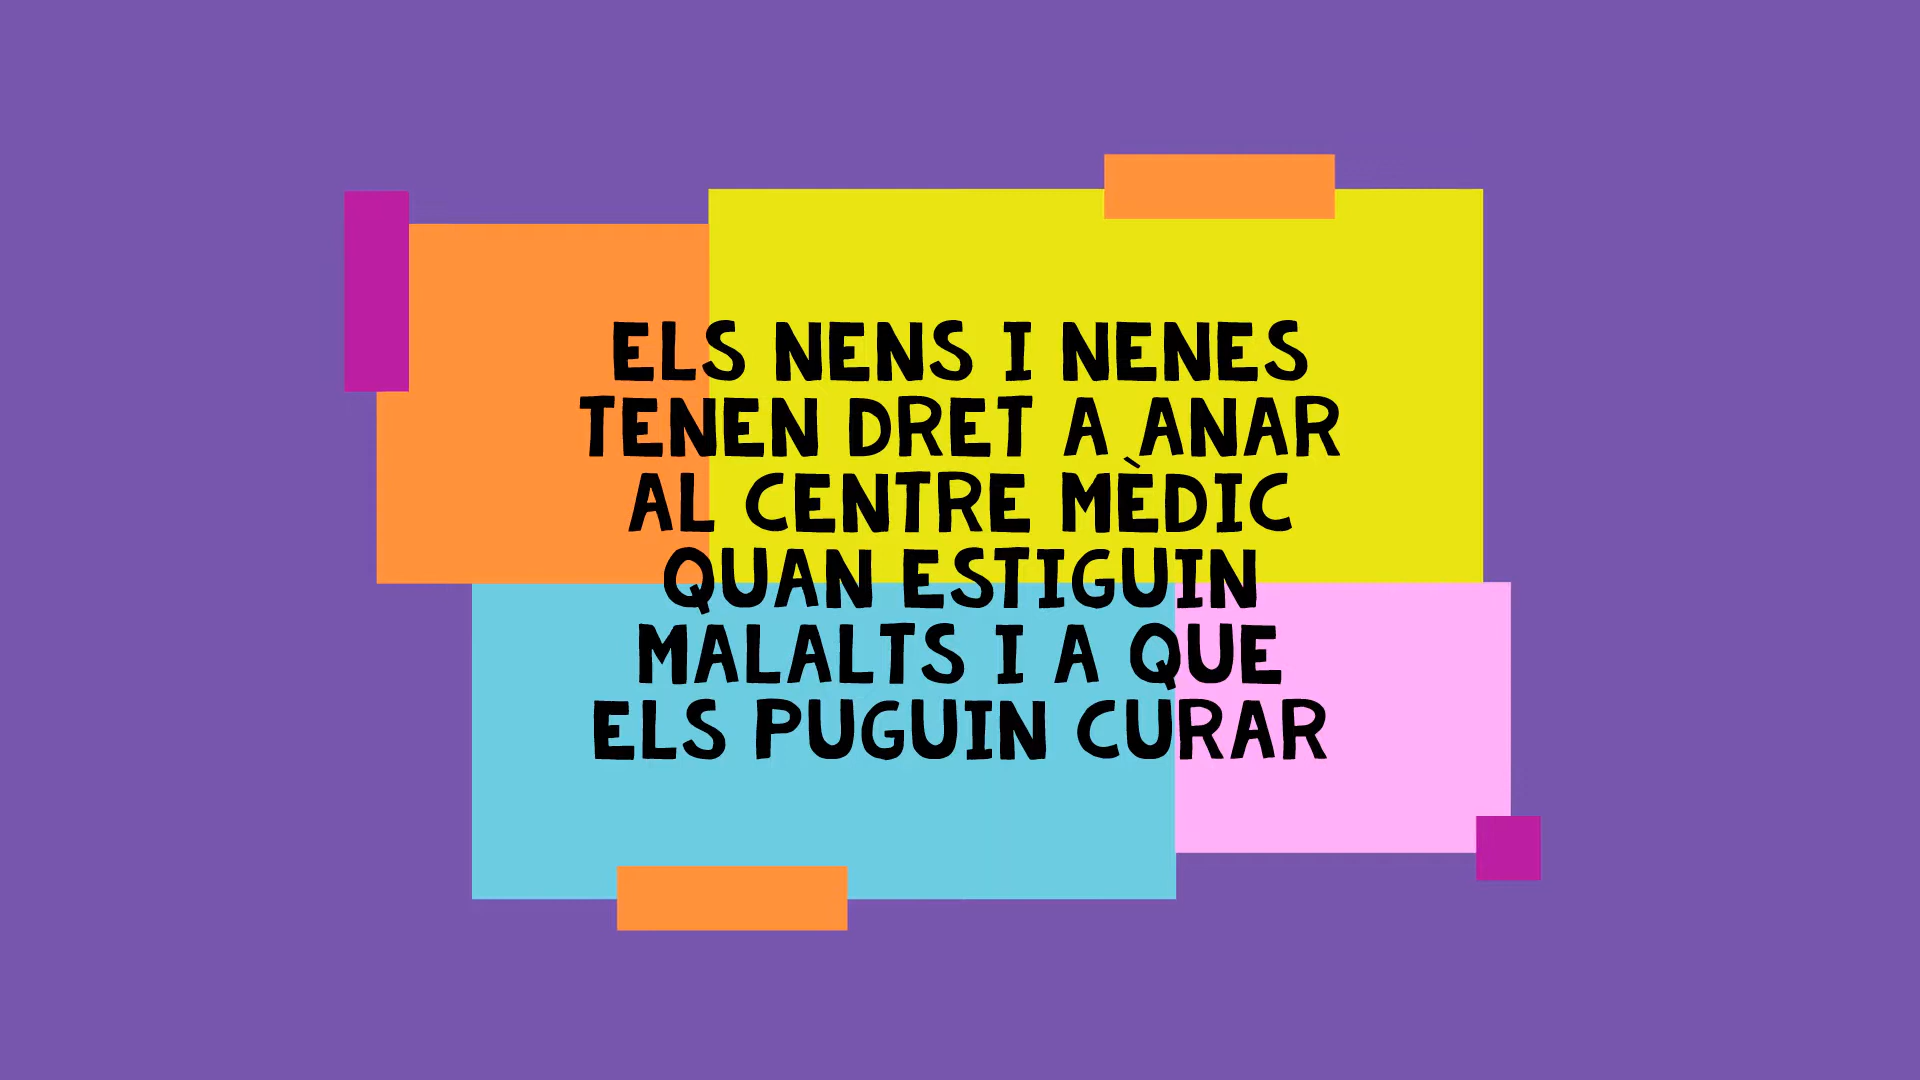 ELS NENS I NENES
TENEN DRET A ANAR
AL CENTRE MÈDIC
QUAN ESTIGUIN
MALALTS I A QUE
ELS PUGUIN CURAR